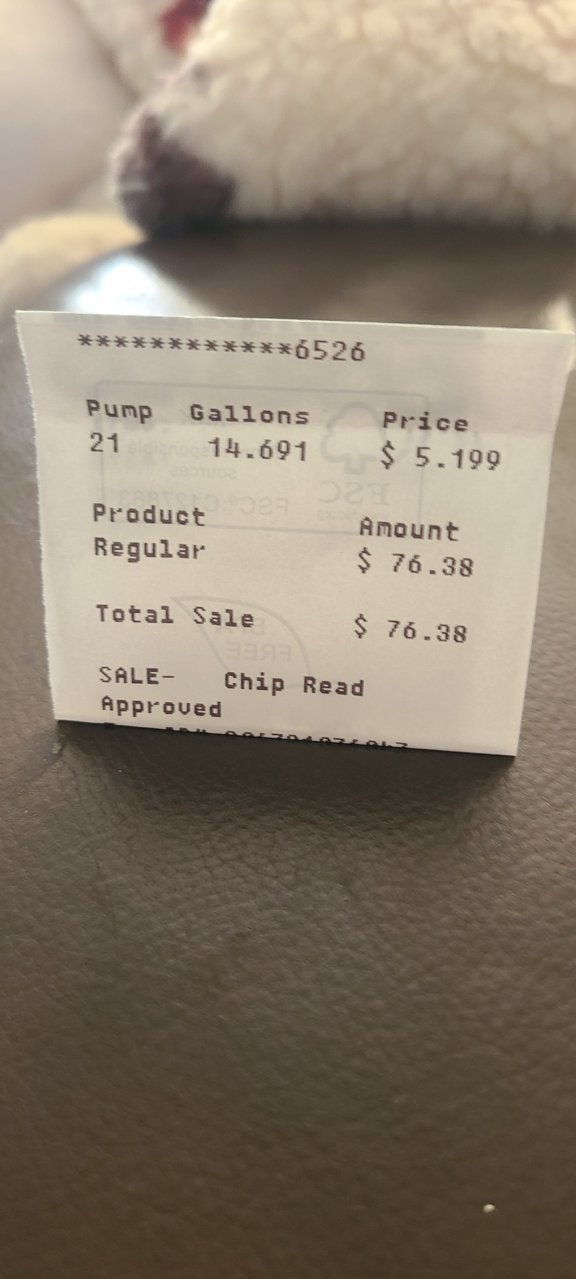 ************6526
Pump Gallons Price
21 14.691 $ 5.199
Product Amount
Regular $ 76.38
Total Sale $ 76.38
SALE- Chip Read
Approved